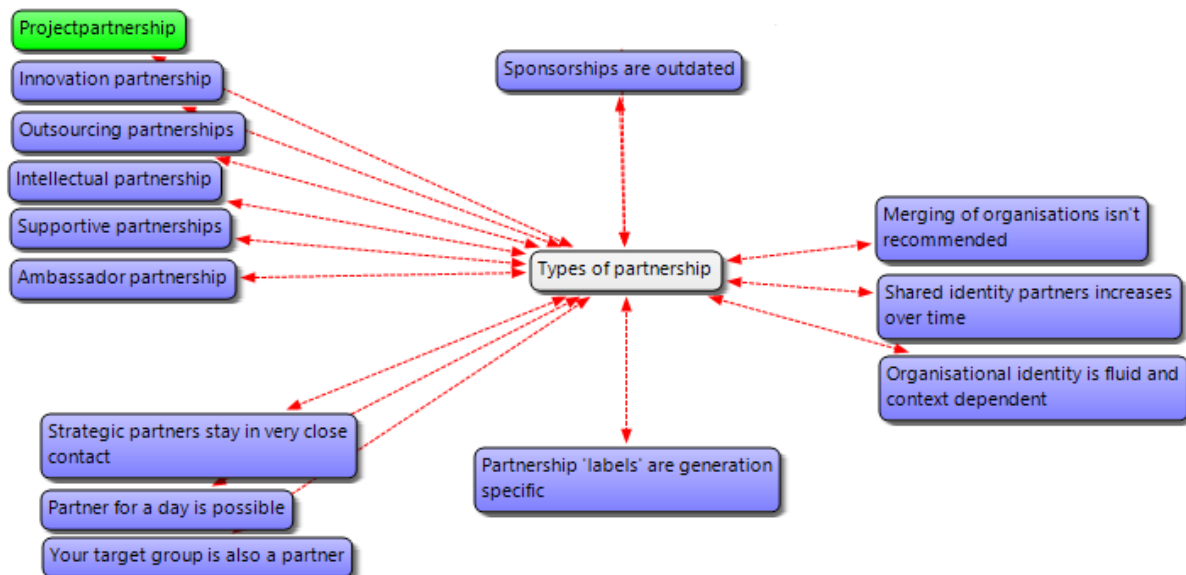 Projectpartnership
Innovation partnership
Outsourcing partnerships
Intellectual partnership
Supportive partnerships
Ambassador partnership
Sponsorships are outdated
Types of partnership
Merging of organisations isn't
recommended
Shared identity partners increases
over time
Organisational identity is fluid and
context dependent
Strategic partners stay in very close
contact
Partner for a day is possible
Your target group is also a partner
Partnership 'labels' are generation
specific